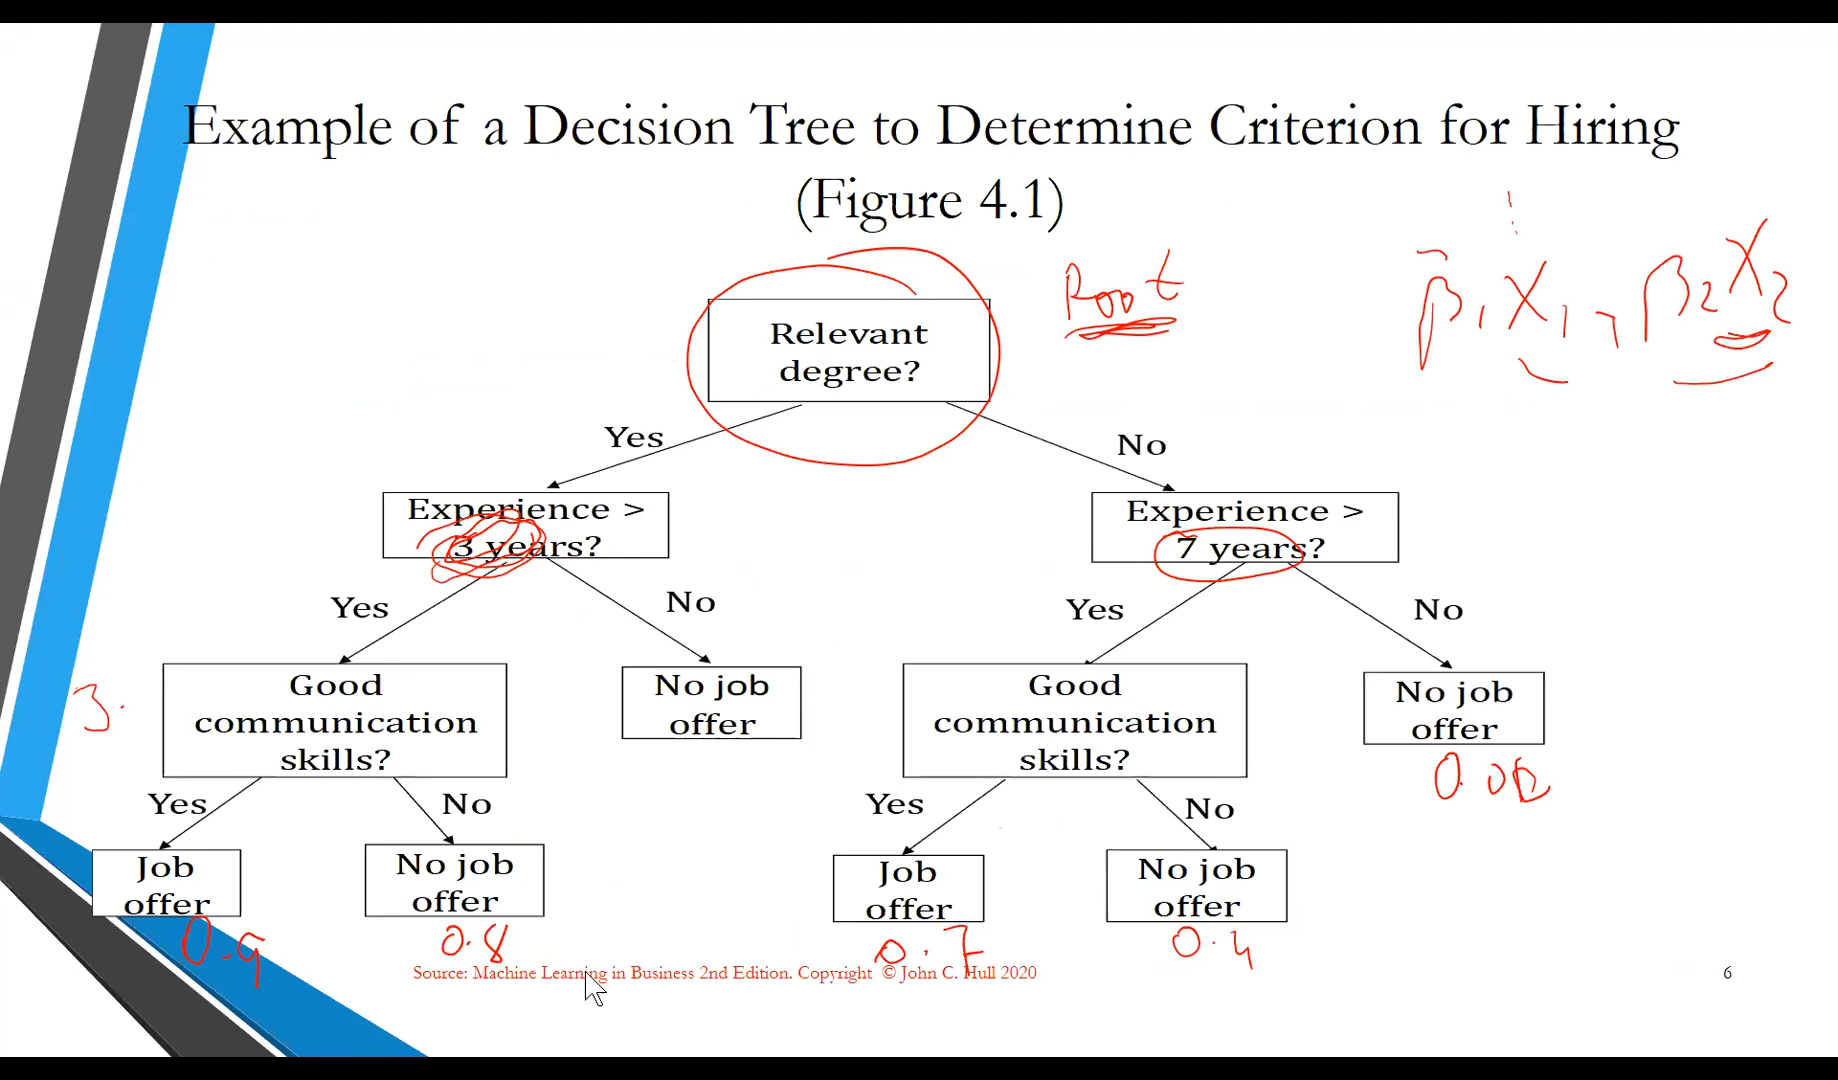 Example of a Decision Tree to Determine Criterion for Hiring
(Figure 4.1)
Root
β₁X₁, β₂X₂
Relevant
degree?
Yes
No
Experience >
3 years?
Experience >
7 years?
Yes
No
Yes
No
3.
Good
communication
skills?
No job
offer
Good
communication
skills?
No job
offer
Yes
No
Yes
No
Job
offer
No job
offer
Job
offer
No job
offer
0.9
0.8
0.7
0.4
Source: Machine Learning in Business 2nd Edition. Copyright © John C. Hull 2020
6